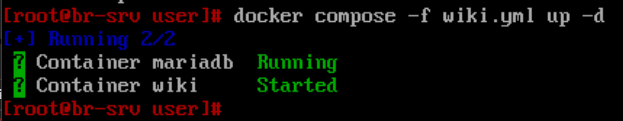 [root@br-srv user]# docker compose -f wiki.yml up -d
[+] Running 2/2
? Container mariadb Running
? Container wiki Started
[root@br-srv user]#